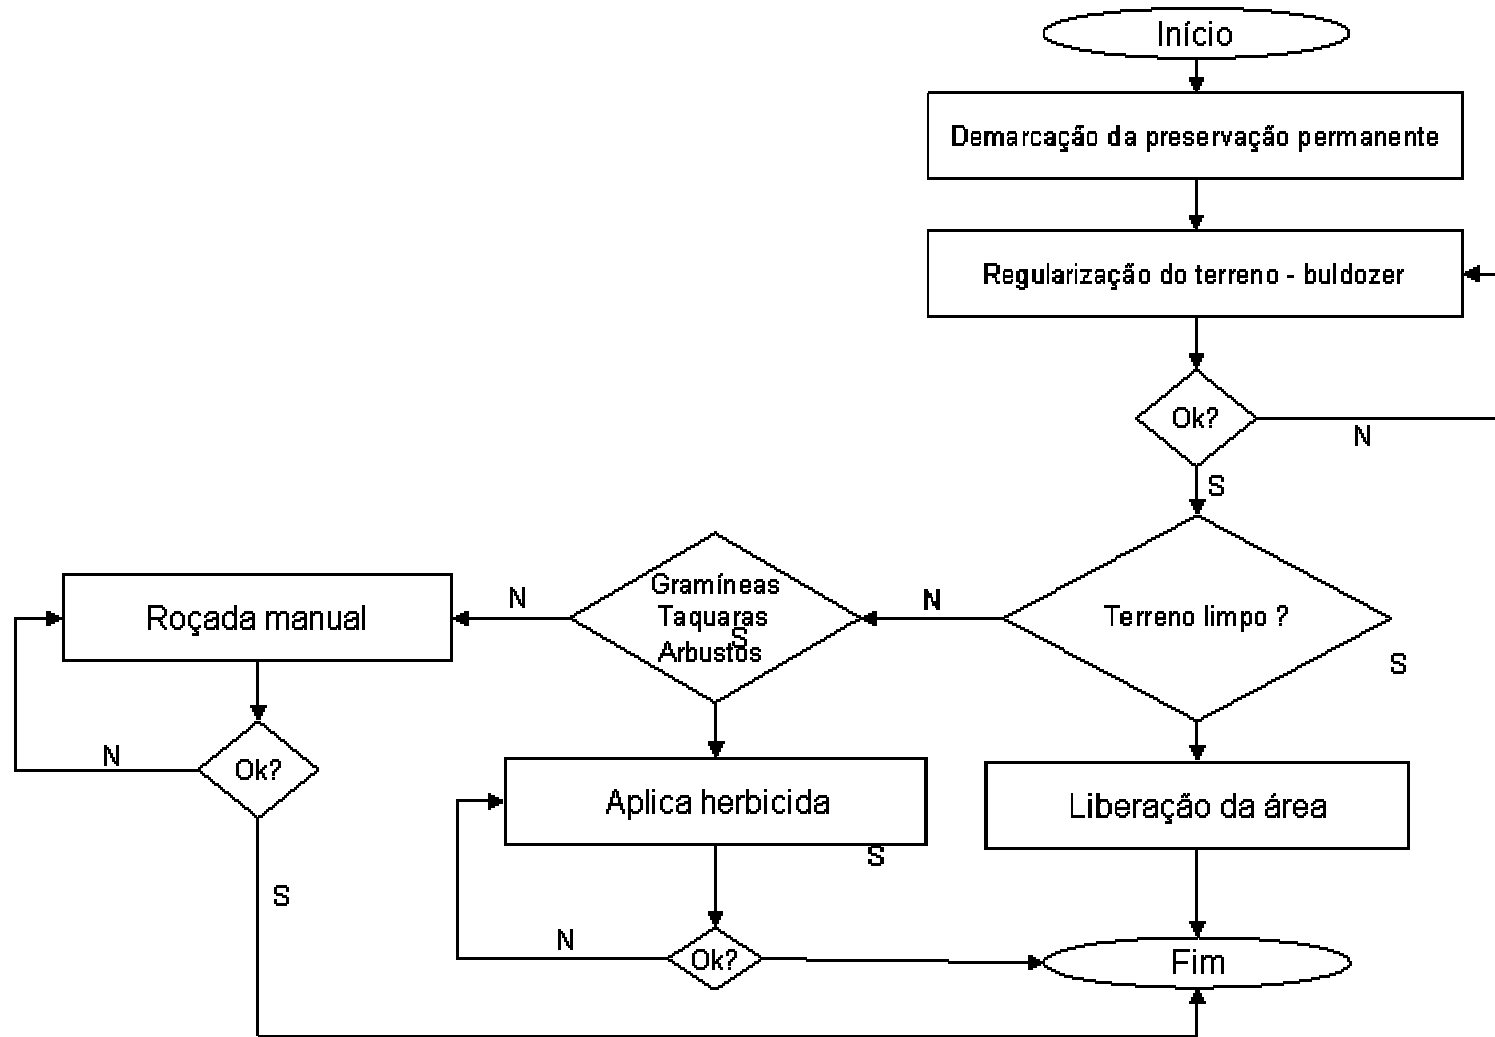 Início
Demarcação da preservação permanente
Regularização do terreno - buldozer
Ok?
N
S
Gramíneas
Taquaras
S
Arbustos
N
Roçada manual
N
Terreno limpo ?
S
N
Ok?
Aplica herbicida
S
Liberação da área
S
N
Ok?
Fim